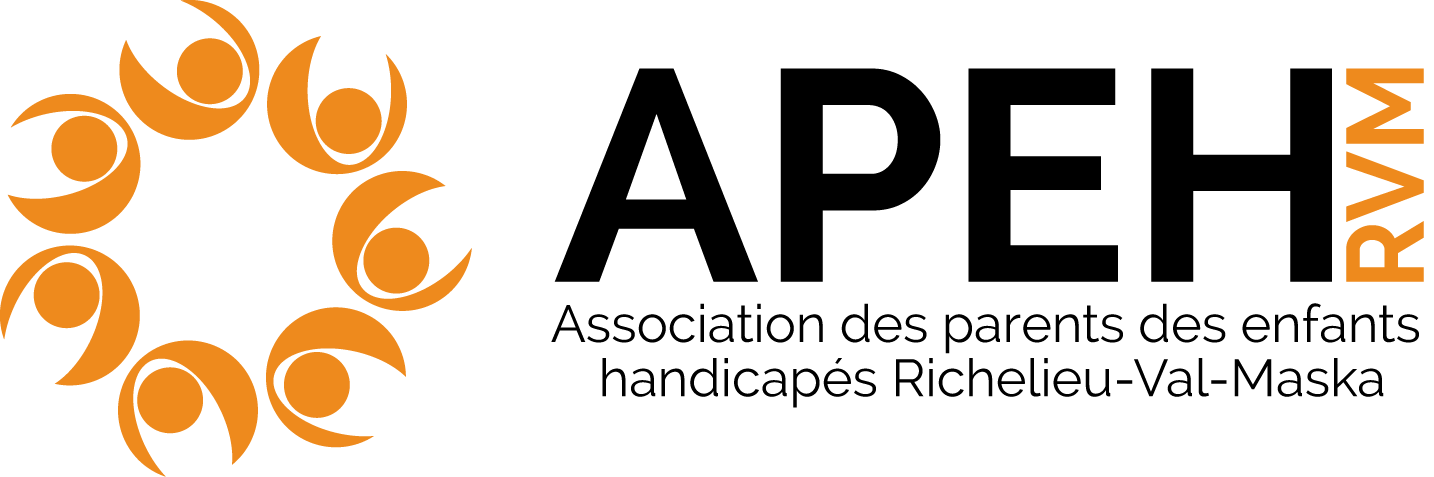 APEH RVM
Association des parents des enfants
handicapés Richelieu-Val-Maska